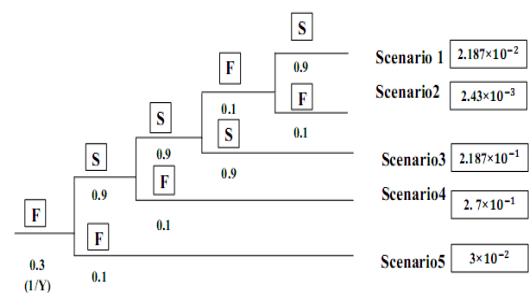 S
Scenario 1 2.187×10⁻²
F 0.9
Scenario2 2.43×10⁻³
0.1 F
S S 0.1
0.9 Scenario3 2.187×10⁻¹
S F 0.9
0.9 Scenario4 2.7×10⁻¹
F 0.1
F
0.3 0.1 Scenario5 3×10⁻²
(1/Y)